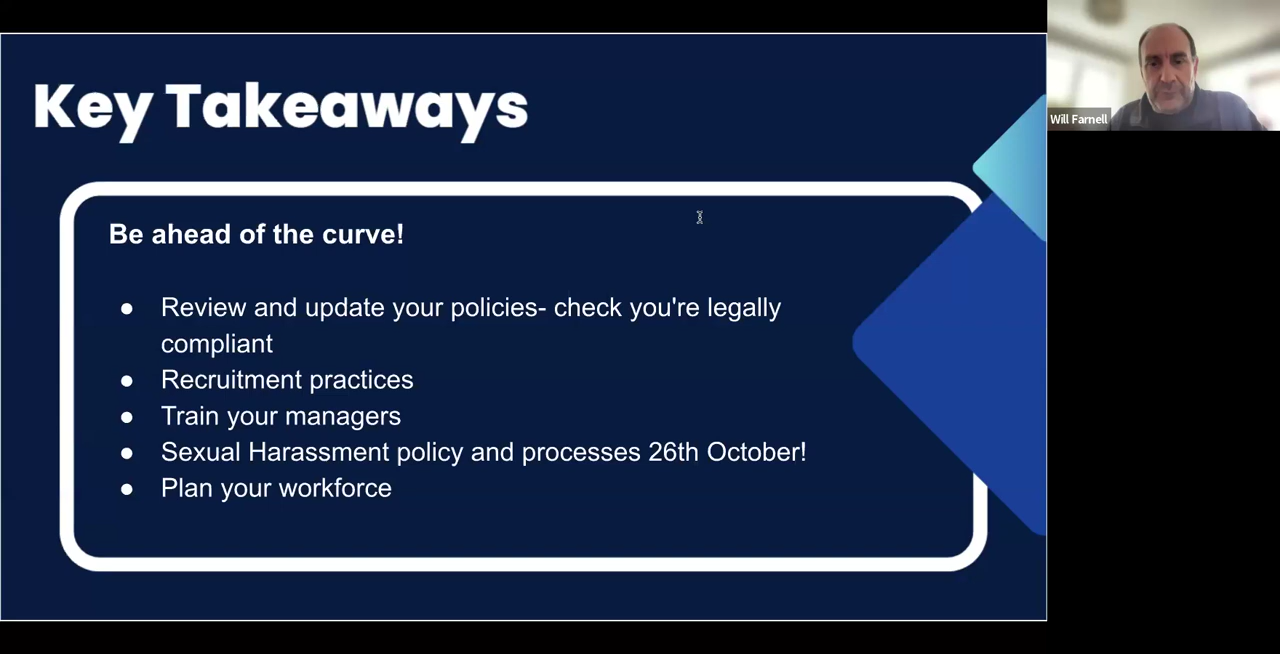 Key Takeaways
Will Farnell
Be ahead of the curve!
● Review and update your policies- check you're legally
compliant
● Recruitment practices
● Train your managers
● Sexual Harassment policy and processes 26th October!
● Plan your workforce